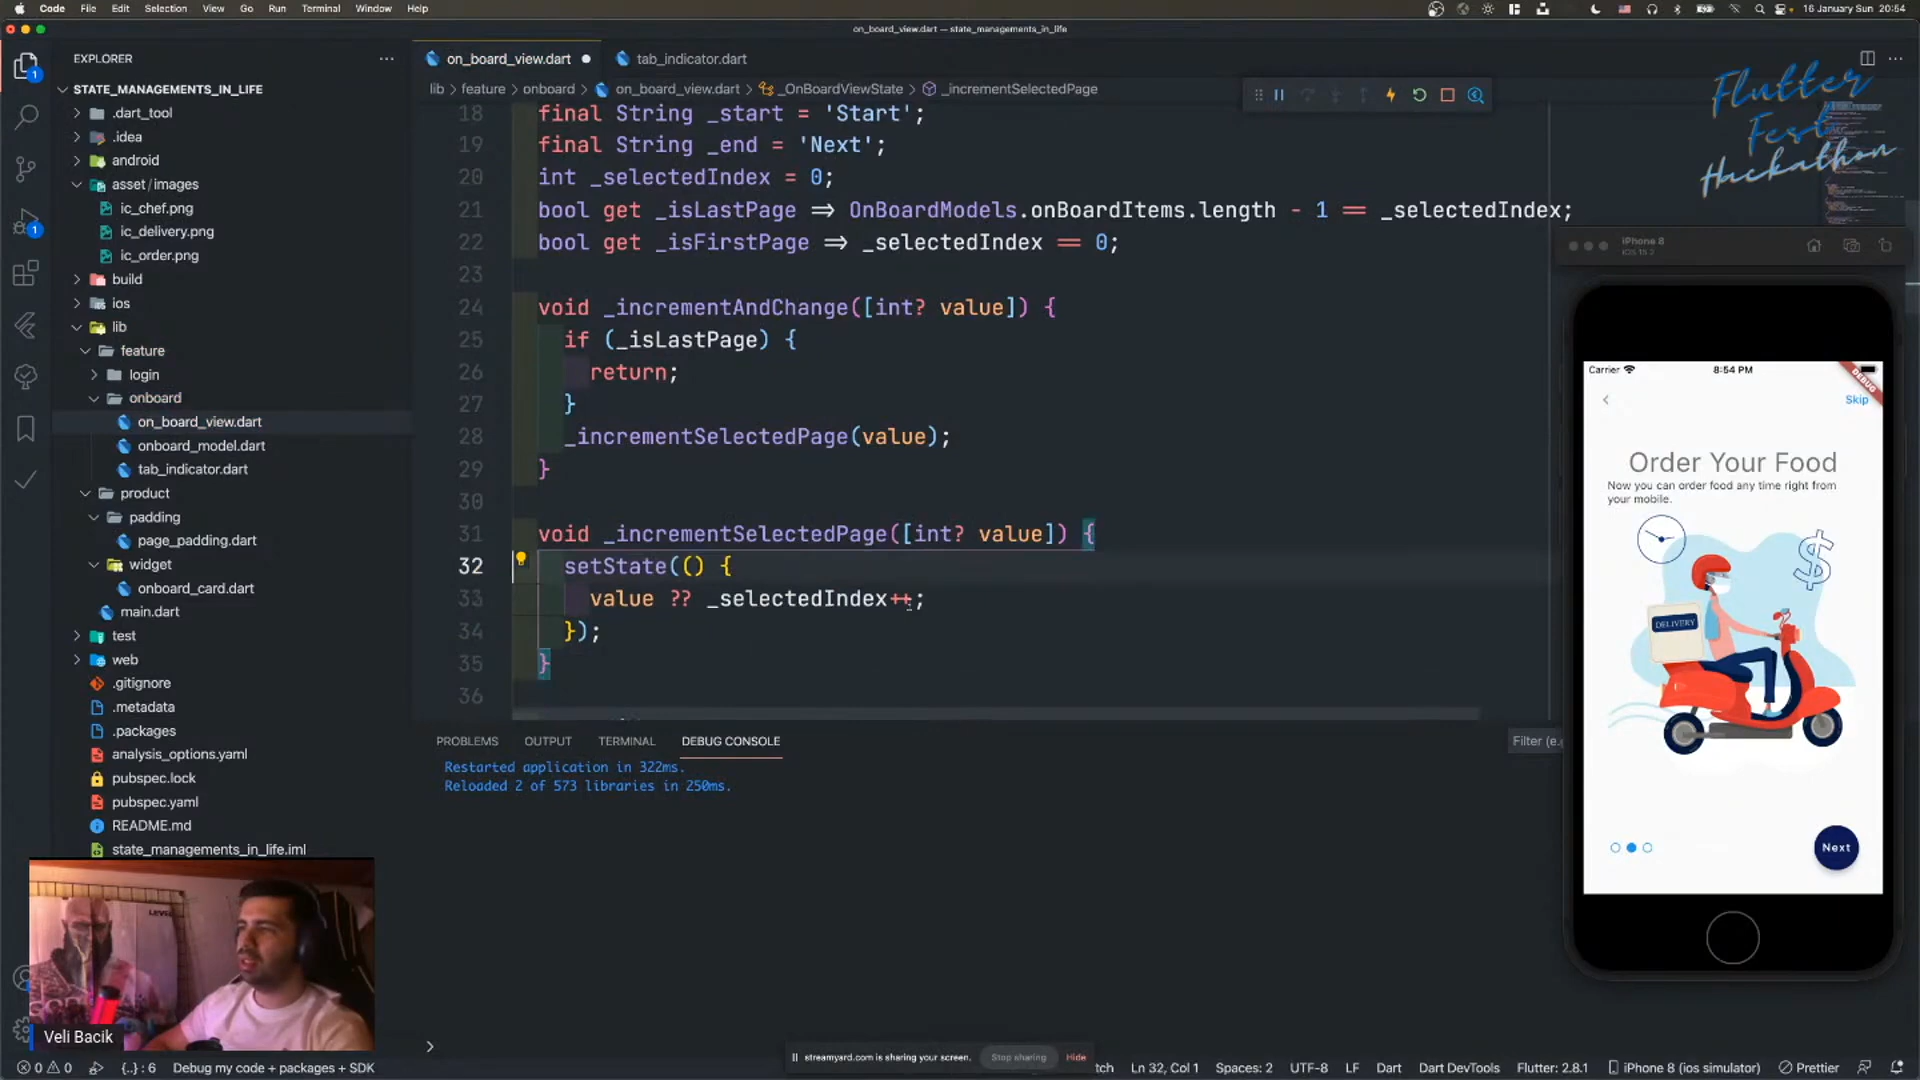 Code File Edit Selection View Go Run Terminal Window Help
16 January Sun 20:54
on_board_view.dart — state_managements_in_life
EXPLORER
on_board_view.dart
tab_indicator.dart
lib > feature > onboard > on_board_view.dart > _OnBoardViewState > _incrementSelectedPage
STATE_MANAGEMENTS_IN_LIFE
.dart_tool
.idea
android
asset/images
ic_chef.png
ic_delivery.png
ic_order.png
build
ios
lib
feature
login
onboard
on_board_view.dart
onboard_model.dart
tab_indicator.dart
product
padding
page_padding.dart
widget
onboard_card.dart
main.dart
test
web
.gitignore
.metadata
.packages
analysis_options.yaml
pubspec.lock
pubspec.yaml
README.md
state_managements_in_life.iml
1
1
18 final String _start = 'Start';
19 final String _end = 'Next';
20 int _selectedIndex = 0;
21 bool get _isLastPage => OnBoardModels.onBoardItems.length - 1 == _selectedIndex;
22 bool get _isFirstPage => _selectedIndex == 0;
23
24 void _incrementAndChange([int? value]) {
25 if (_isLastPage) {
26 return;
27 }
28 _incrementSelectedPage(value);
29 }
30
31 void _incrementSelectedPage([int? value]) {
32 setState(() {
33 value ?? _selectedIndex++;
34 });
35 }
36
PROBLEMS OUTPUT TERMINAL DEBUG CONSOLE
Filter (e.
Restarted application in 322ms.
Reloaded 2 of 573 libraries in 250ms.
Flutter
Fest
Hackathon
iPhone 8
iOS 15.2
Carrier 8:54 PM
DEBUG
Skip
Order Your Food
Now you can order food any time right from
your mobile.
$
DELIVERY
Next
Veli Bacik
streamyard.com is sharing your screen. Stop sharing Hide
0 0 {..} : 6 Debug my code + packages + SDK
tch Ln 32, Col 1 Spaces: 2 UTF-8 LF Dart Dart DevTools Flutter: 2.8.1 iPhone 8 (ios simulator) Prettier